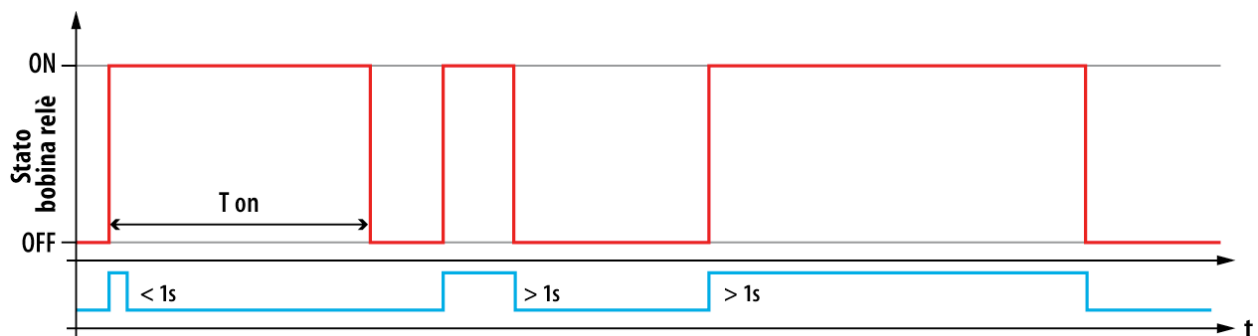 ON
Stato
bobina relè
T on
OFF
< 1s
> 1s
> 1s
t